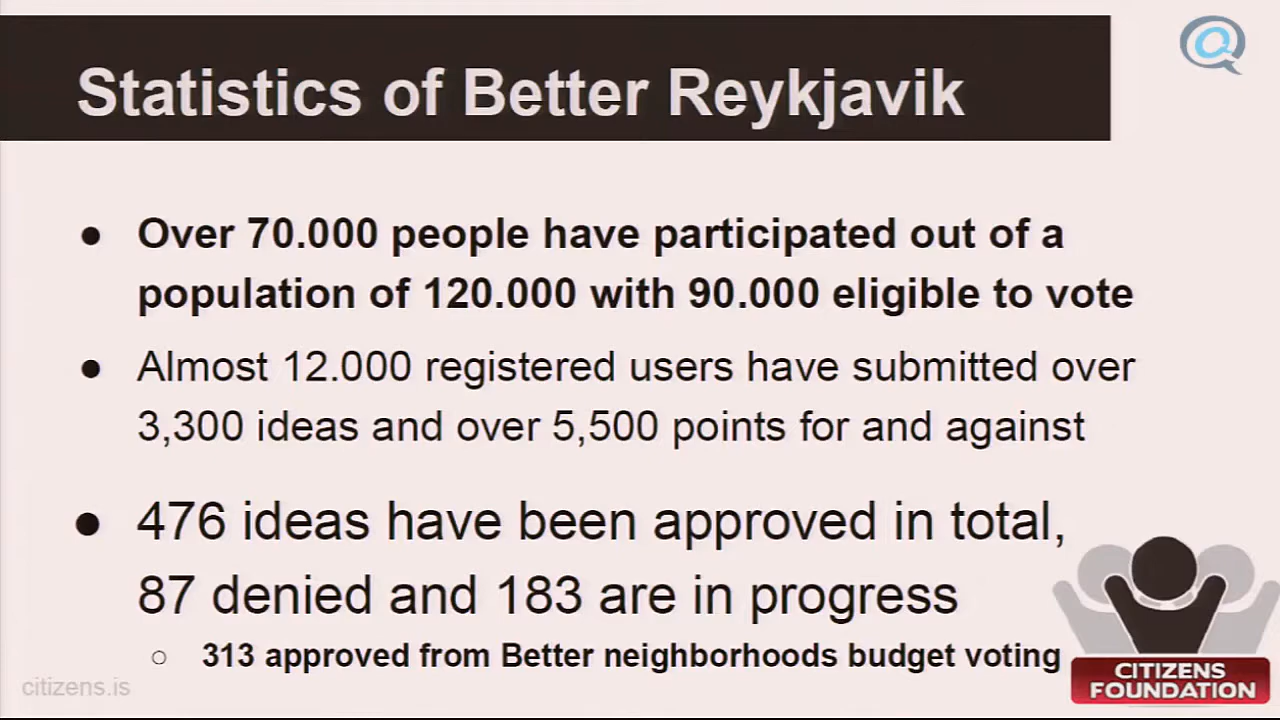 Statistics of Better Reykjavik
● Over 70.000 people have participated out of a
population of 120.000 with 90.000 eligible to vote
● Almost 12.000 registered users have submitted over
3,300 ideas and over 5,500 points for and against
● 476 ideas have been approved in total,
87 denied and 183 are in progress
○ 313 approved from Better neighborhoods budget voting
citizens.is
CITIZENS
FOUNDATION